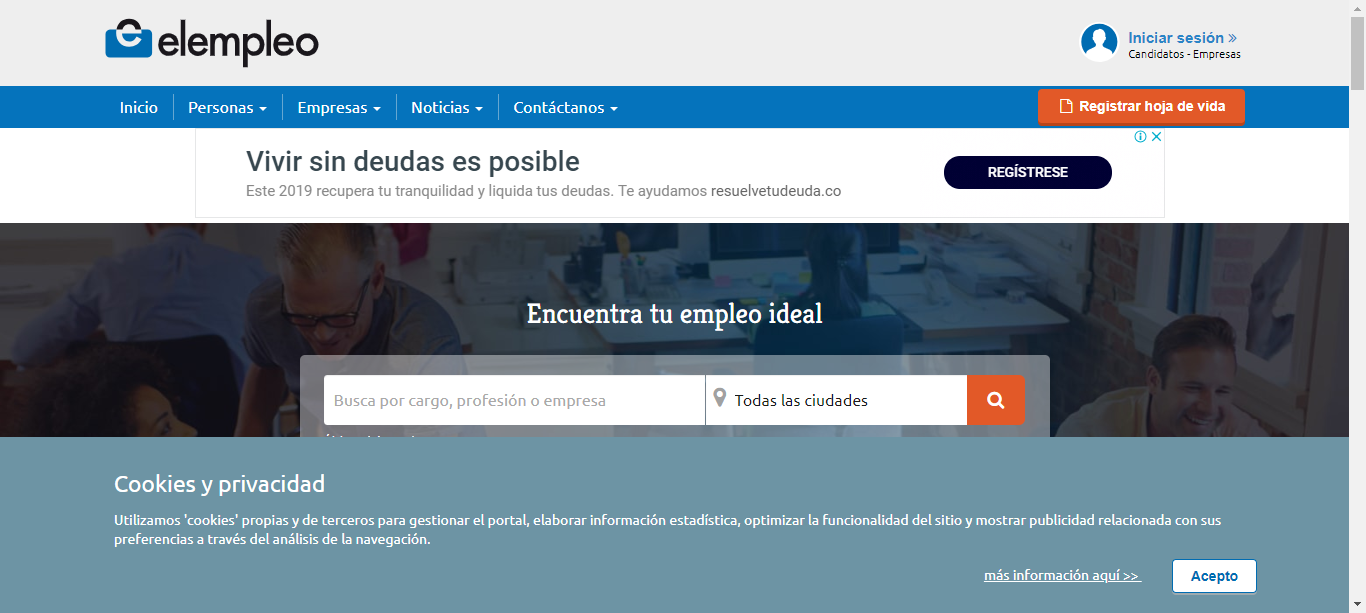 elempleo
Iniciar sesión »
Candidatos - Empresas
Inicio
Personas
Empresas
Noticias
Contáctanos
Registrar hoja de vida
Vivir sin deudas es posible
Este 2019 recupera tu tranquilidad y liquida tus deudas. Te ayudamos resuelvetudeuda.co
REGÍSTRESE
Encuentra tu empleo ideal
Busca por cargo, profesión o empresa
Todas las ciudades
Cookies y privacidad
Utilizamos 'cookies' propias y de terceros para gestionar el portal, elaborar información estadística, optimizar la funcionalidad del sitio y mostrar publicidad relacionada con sus
preferencias a través del análisis de la navegación.
más información aquí >>
Acepto